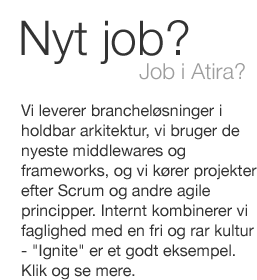 Nyt job?
Job i Atira?
Vi leverer brancheløsninger i
holdbar arkitektur, vi bruger de
nyeste middlewares og
frameworks, og vi kører projekter
efter Scrum og andre agile
principper. Internt kombinerer vi
faglighed med en fri og rar kultur
- "Ignite" er et godt eksempel.
Klik og se mere.